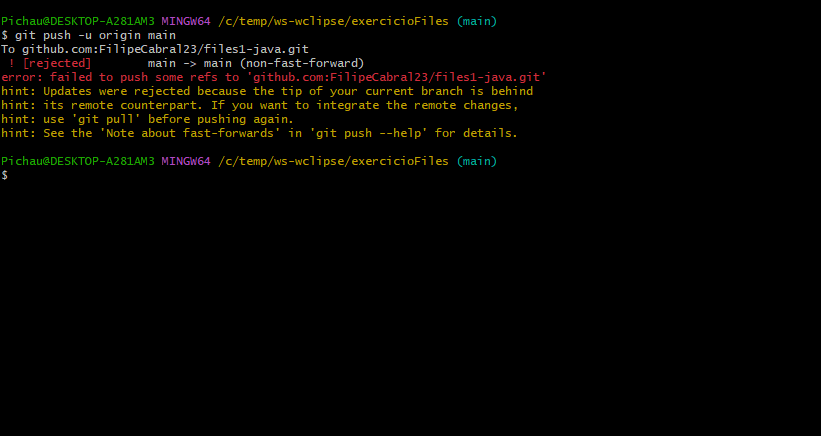 Pichau@DESKTOP-A281AM3 MINGW64 /c/temp/ws-wclipse/exercicioFiles (main)
$ git push -u origin main
To github.com:FilipeCabral23/files1-java.git
 ! [rejected]        main -> main (non-fast-forward)
error: failed to push some refs to 'github.com:FilipeCabral23/files1-java.git'
hint: Updates were rejected because the tip of your current branch is behind
hint: its remote counterpart. If you want to integrate the remote changes,
hint: use 'git pull' before pushing again.
hint: See the 'Note about fast-forwards' in 'git push --help' for details.
Pichau@DESKTOP-A281AM3 MINGW64 /c/temp/ws-wclipse/exercicioFiles (main)
$